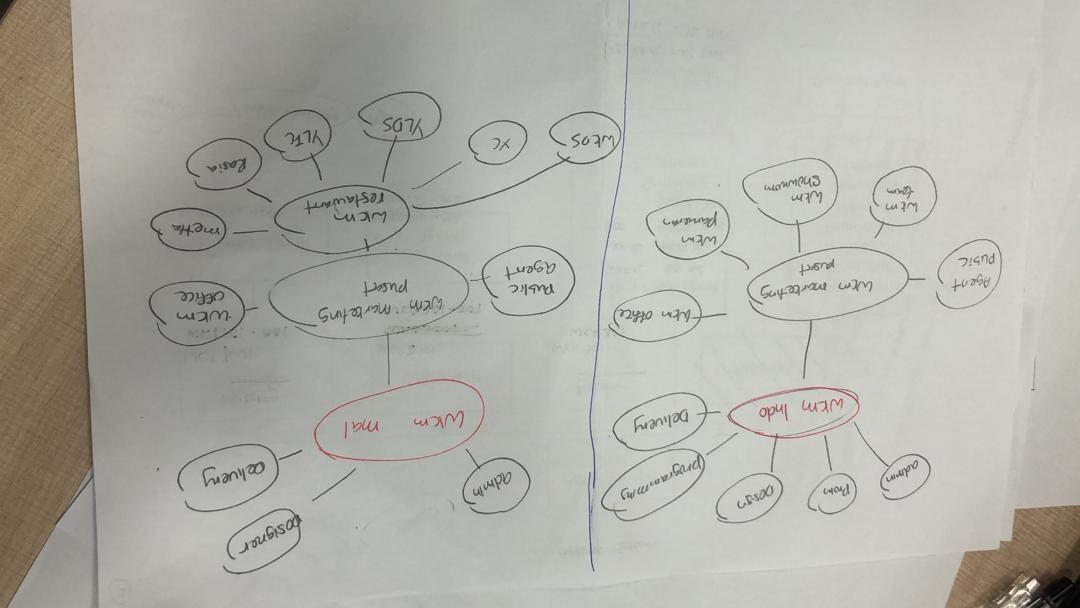 admin
Prom
Design
programming
Delivery
wkm Indo
wkm office
Agent
Pubic
wkm marketing
pusat
wkm
team
wkm
showroom
wkm
pameran
admin
Designer
Delivery
wkm mal
Public
agent
wkm marketing
pusat
wkm
office
wkm
restaurant
metta
Rasia
WKDS
YC
YLDS
YLFC